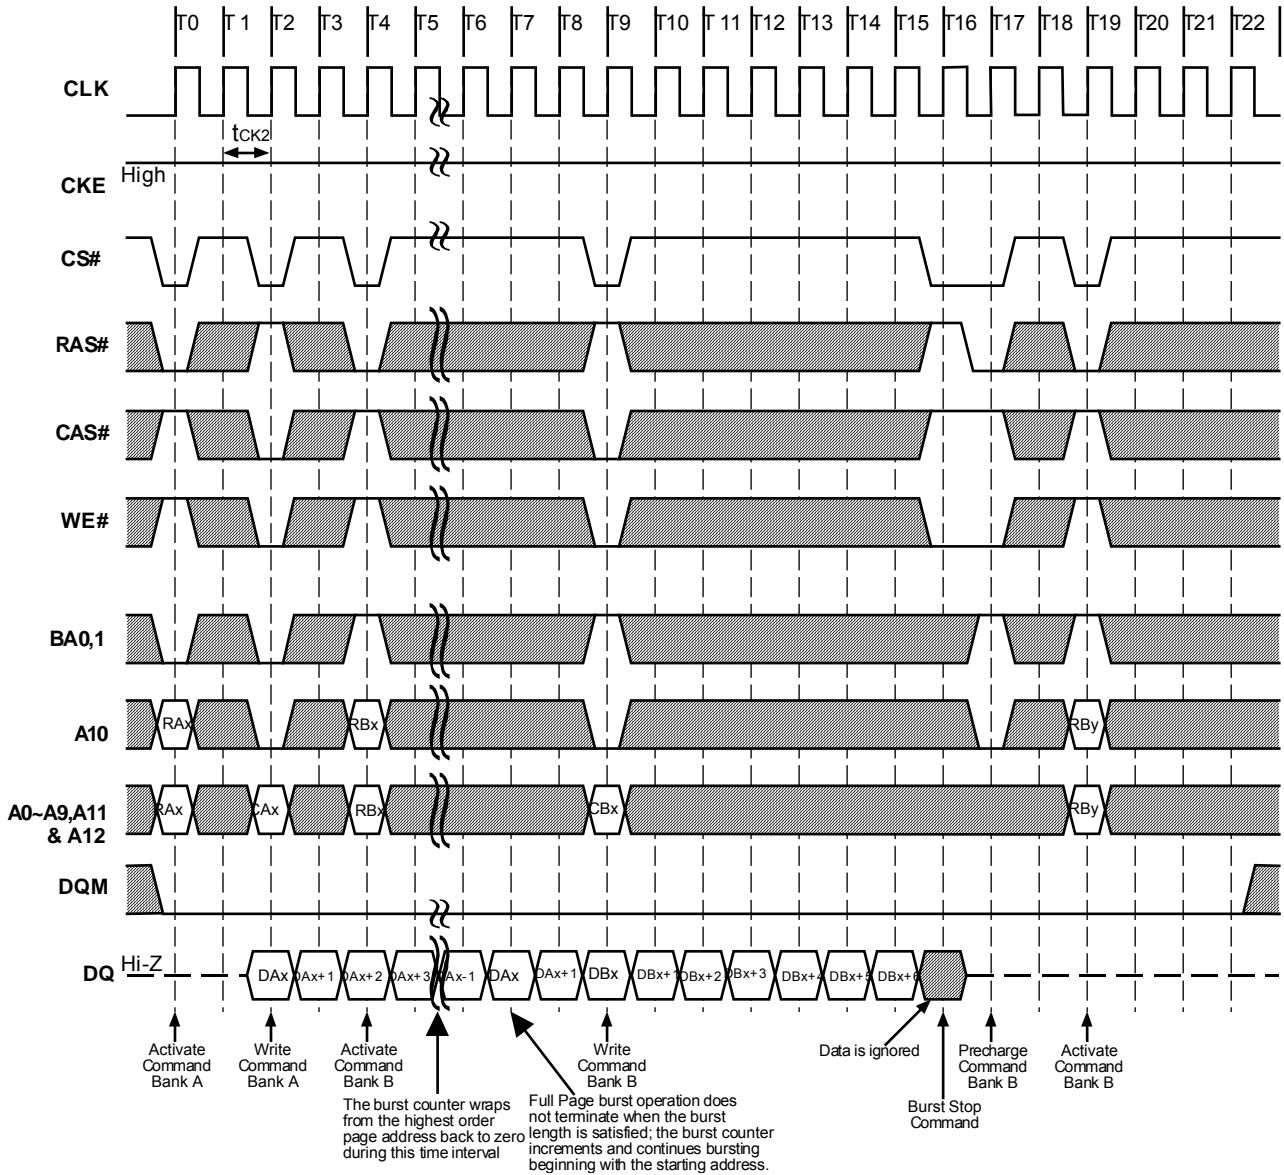 T0 T 1 T2 T3 T4 T5 T6 T7 T8 T9 T10 T 11 T12 T13 T14 T15 T16 T17 T18 T19 T20 T21 T22
CLK
tCK2
High
CKE
CS#
RAS#
CAS#
WE#
BA0,1
A10
RAx RBx RBy
A0~A9,A11
& A12
RAx CAx RBx CBx RBy
DQM
DQ
Hi-Z
DAx DAx+1 DAx+2 DAx+3 DAx-1 DAx DAx+1 DBx DBx+1 DBx+2 DBx+3 DBx+4 DBx+5 DBx+6
Activate
Command
Bank A
Write
Command
Bank A
Activate
Command
Bank B
The burst counter wraps
from the highest order
page address back to zero
during this time interval
Full Page burst operation does
not terminate when the burst
length is satisfied; the burst counter
increments and continues bursting
beginning with the starting address.
Write
Command
Bank B
Data is ignored
Burst Stop
Command
Precharge
Command
Bank B
Activate
Command
Bank B